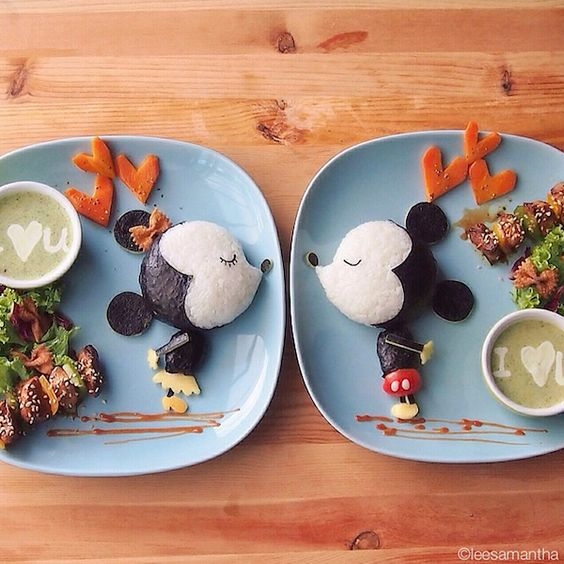 I ♥ u
I ♥ U
©leesamantha